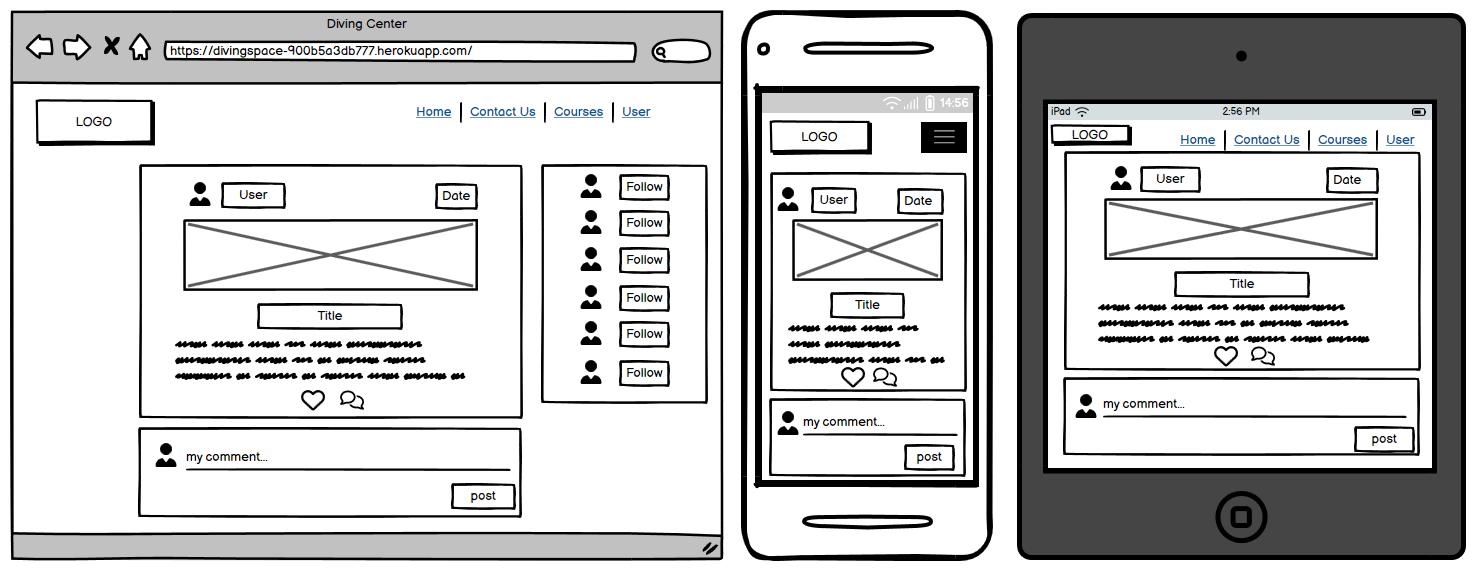 Diving Center
https://divingspace-900b5a3db777.herokuapp.com/
LOGO
Home Contact Us Courses User
User Date
Title
my comment...
post
Follow
Follow
Follow
Follow
Follow
Follow
14:56
LOGO
User Date
Title
my comment...
post
iPad 2:56 PM
LOGO
Home Contact Us Courses User
User Date
Title
my comment...
post